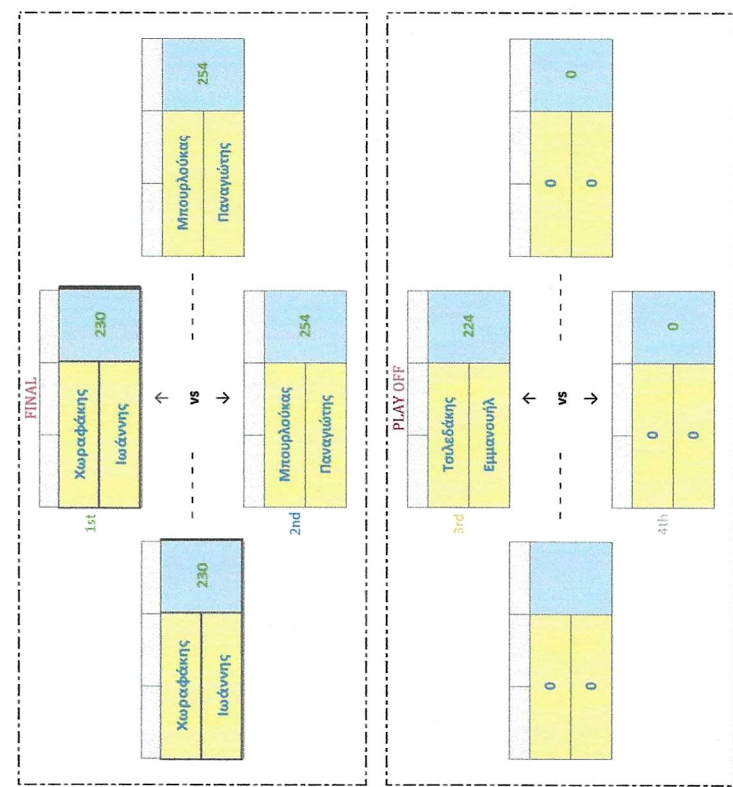 FINAL
1st
Χωραφάκης
Ιωάννης
230
Χωραφάκης
Ιωάννης
230
vs
Μπουρλούκας
Παναγιώτης
254
2nd
Μπουρλούκας
Παναγιώτης
254
PLAY OFF
3rd
Τσιλεδάκης
Εμμανουήλ
224
0
0
vs
0
0
0
4th
0
0
0